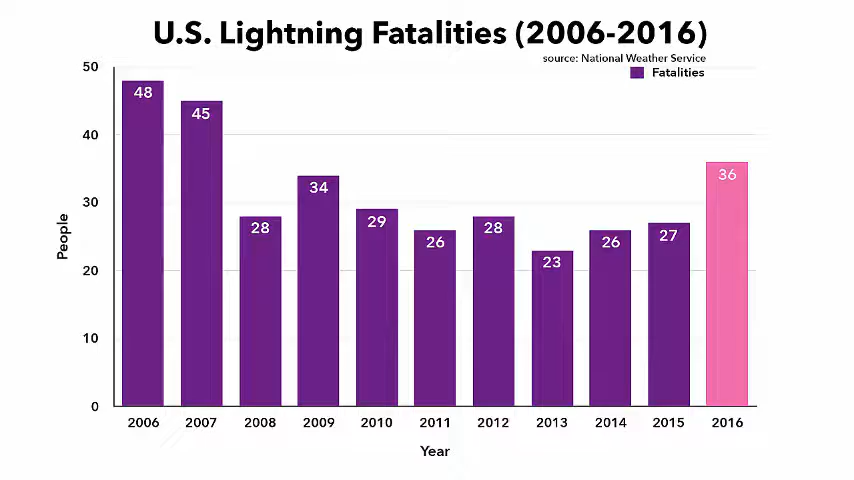 U.S. Lightning Fatalities (2006-2016)
source: National Weather Service
Fatalities
People
50
40
30
20
10
0
48
45
28
34
29
26
28
23
26
27
36
2006 2007 2008 2009 2010 2011 2012 2013 2014 2015 2016
Year